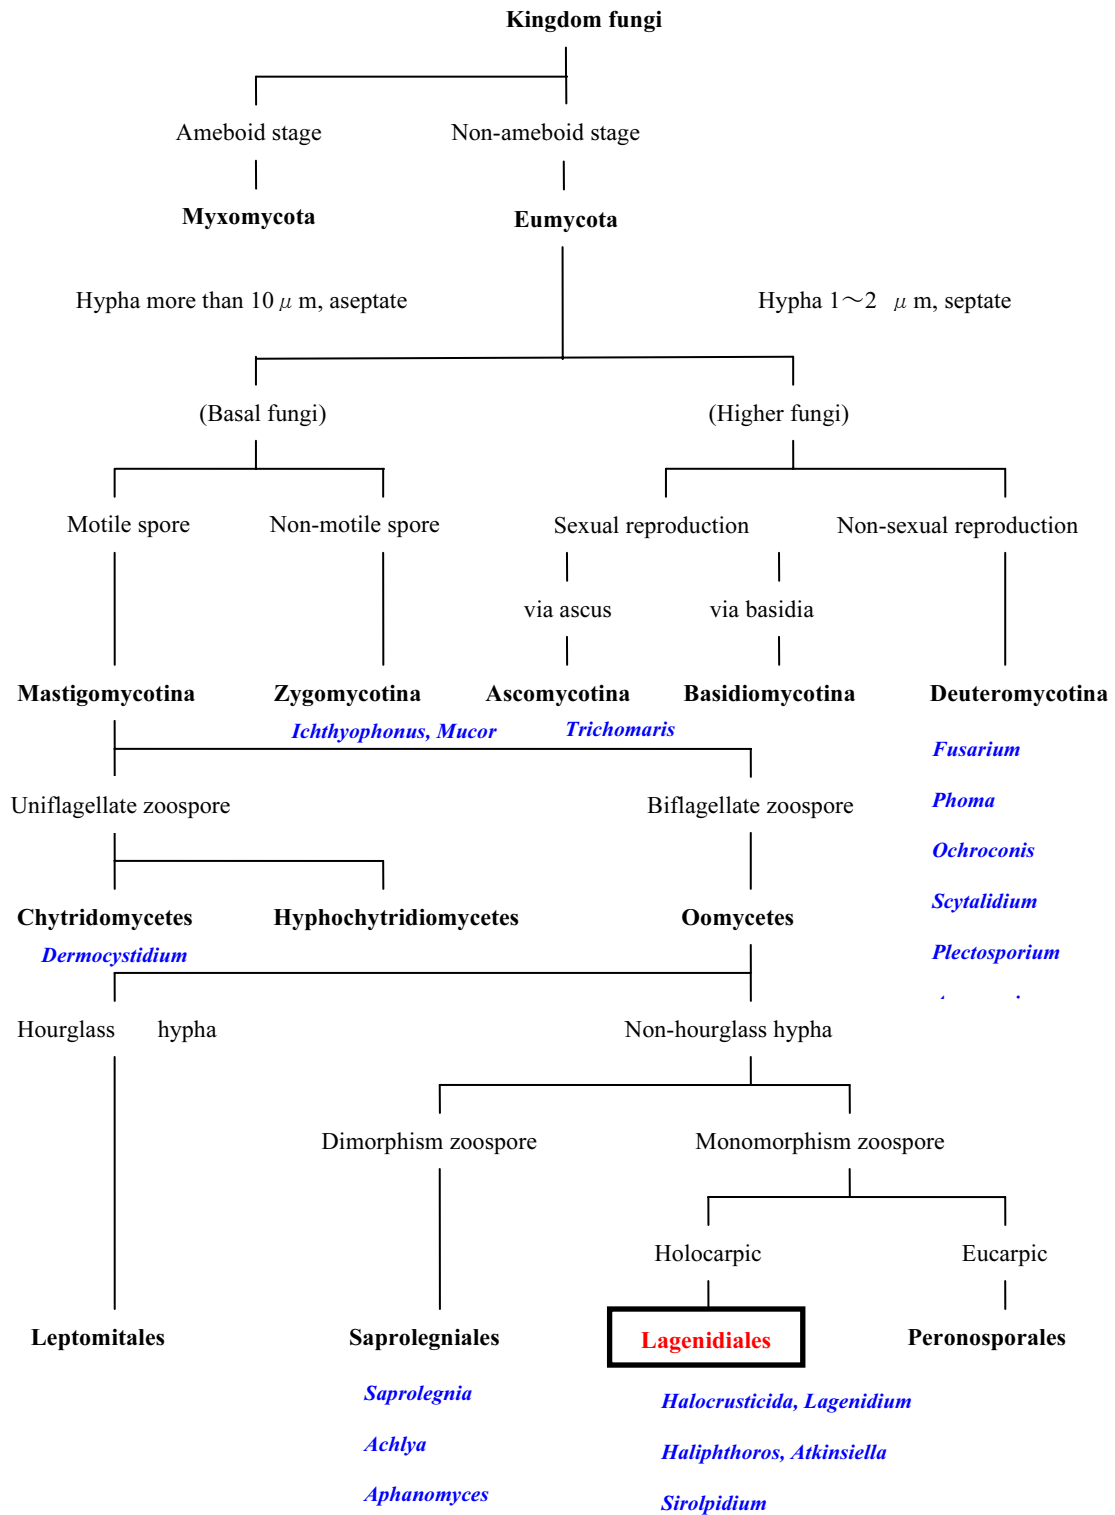 Kingdom fungi
Ameboid stage
Non-ameboid stage
Myxomycota
Eumycota
Hypha more than 10 μ m, aseptate
Hypha 1～2 μ m, septate
(Basal fungi)
(Higher fungi)
Motile spore
Non-motile spore
Sexual reproduction
Non-sexual reproduction
via ascus
via basidia
Mastigomycotina
Zygomycotina
Ascomycotina
Basidiomycotina
Deuteromycotina
Ichthyophonus, Mucor
Trichomaris
Fusarium
Phoma
Ochroconis
Scytalidium
Plectosporium
Uniflagellate zoospore
Biflagellate zoospore
Chytridomycetes
Hyphochytridiomycetes
Oomycetes
Dermocystidium
Hourglass hypha
Non-hourglass hypha
Dimorphism zoospore
Monomorphism zoospore
Holocarpic
Eucarpic
Leptomitales
Saprolegniales
Lagenidiales
Peronosporales
Saprolegnia
Achlya
Aphanomyces
Halocrusticida, Lagenidium
Haliphthoros, Atkinsiella
Sirolpidium